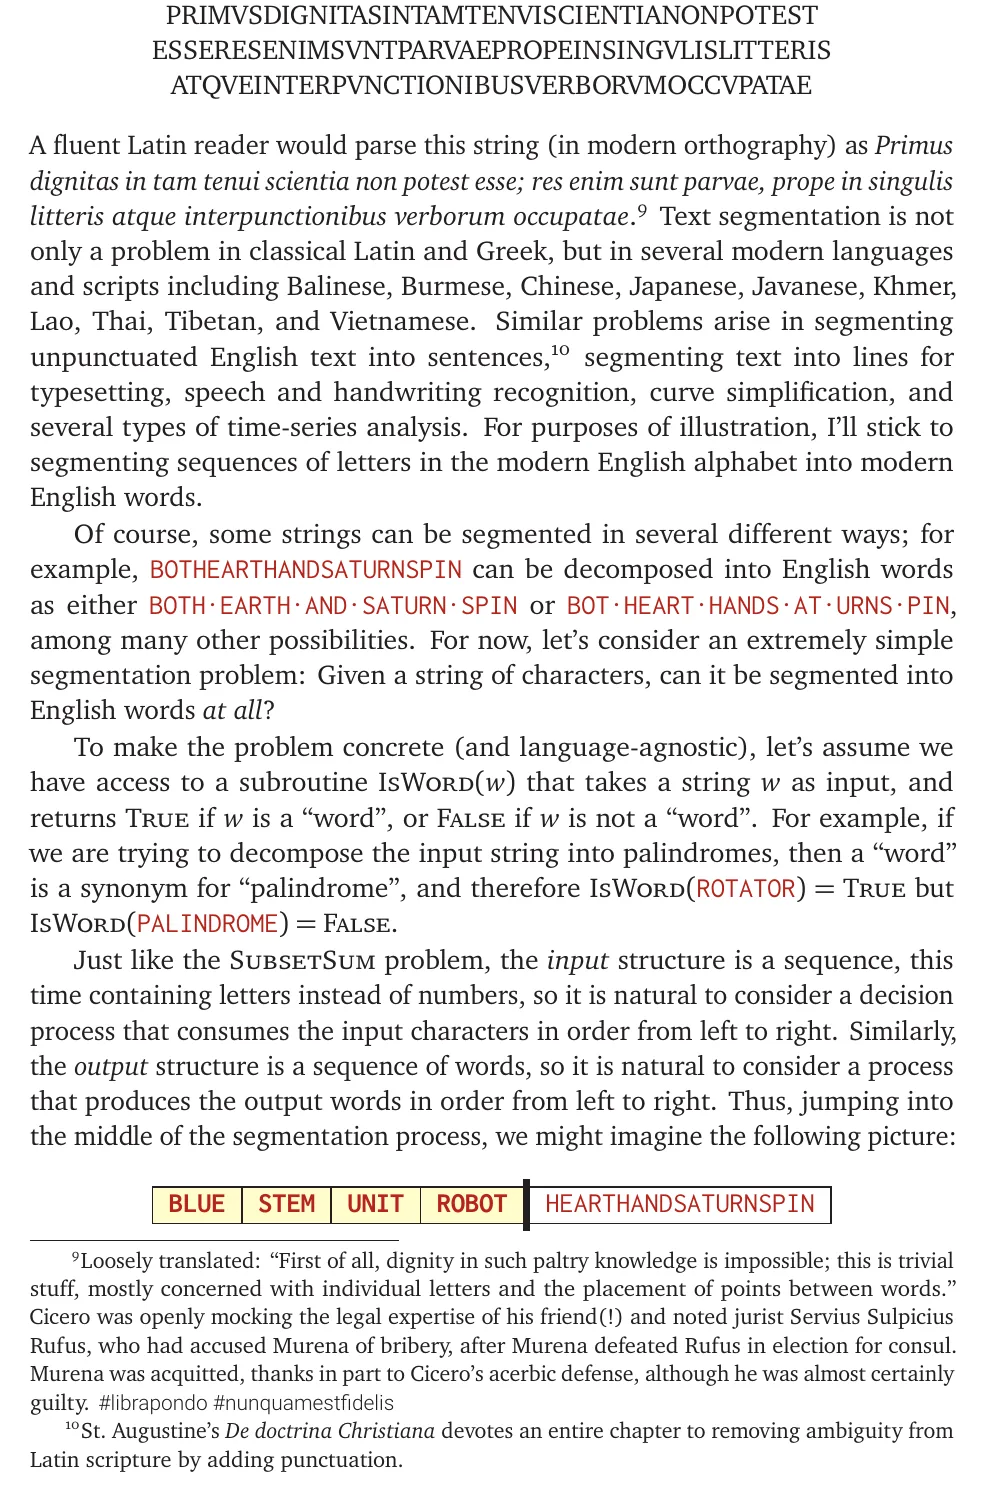 PRIMVSDIGNITASINTAMTENVISCIENTIANONPOTEST
ESSERESENIMSVNTPARVAEPROPEINSINGVLISLITTERIS
ATQVEINTERPVNCTIONIBUSVERBORVMOCCVPATAE
A fluent Latin reader would parse this string (in modern orthography) as Primus
dignitas in tam tenui scientia non potest esse; res enim sunt parvae, prope in singulis
litteris atque interpunctionibus verborum occupatae.⁹ Text segmentation is not
only a problem in classical Latin and Greek, but in several modern languages
and scripts including Balinese, Burmese, Chinese, Japanese, Javanese, Khmer,
Lao, Thai, Tibetan, and Vietnamese. Similar problems arise in segmenting
unpunctuated English text into sentences,¹⁰ segmenting text into lines for
typesetting, speech and handwriting recognition, curve simplification, and
several types of time-series analysis. For purposes of illustration, I’ll stick to
segmenting sequences of letters in the modern English alphabet into modern
English words.
Of course, some strings can be segmented in several different ways; for
example, BOTHEARTHANDSATURNSPIN can be decomposed into English words
as either BOTH·EARTH·AND·SATURN·SPIN or BOT·HEART·HANDS·AT·URNS·PIN,
among many other possibilities. For now, let’s consider an extremely simple
segmentation problem: Given a string of characters, can it be segmented into
English words at all?
To make the problem concrete (and language-agnostic), let’s assume we
have access to a subroutine IsWord(w) that takes a string w as input, and
returns True if w is a “word”, or False if w is not a “word”. For example, if
we are trying to decompose the input string into palindromes, then a “word”
is a synonym for “palindrome”, and therefore IsWord(ROTATOR) = True but
IsWord(PALINDROME) = False.
Just like the SubsetSum problem, the input structure is a sequence, this
time containing letters instead of numbers, so it is natural to consider a decision
process that consumes the input characters in order from left to right. Similarly,
the output structure is a sequence of words, so it is natural to consider a process
that produces the output words in order from left to right. Thus, jumping into
the middle of the segmentation process, we might imagine the following picture:
BLUE STEM UNIT ROBOT HEARTHANDSATURNSPIN
⁹Loosely translated: “First of all, dignity in such paltry knowledge is impossible; this is trivial
stuff, mostly concerned with individual letters and the placement of points between words.”
Cicero was openly mocking the legal expertise of his friend(!) and noted jurist Servius Sulpicius
Rufus, who had accused Murena of bribery, after Murena defeated Rufus in election for consul.
Murena was acquitted, thanks in part to Cicero’s acerbic defense, although he was almost certainly
guilty. #librapondo #nunquamestfidelis
¹⁰St. Augustine’s De doctrina Christiana devotes an entire chapter to removing ambiguity from
Latin scripture by adding punctuation.